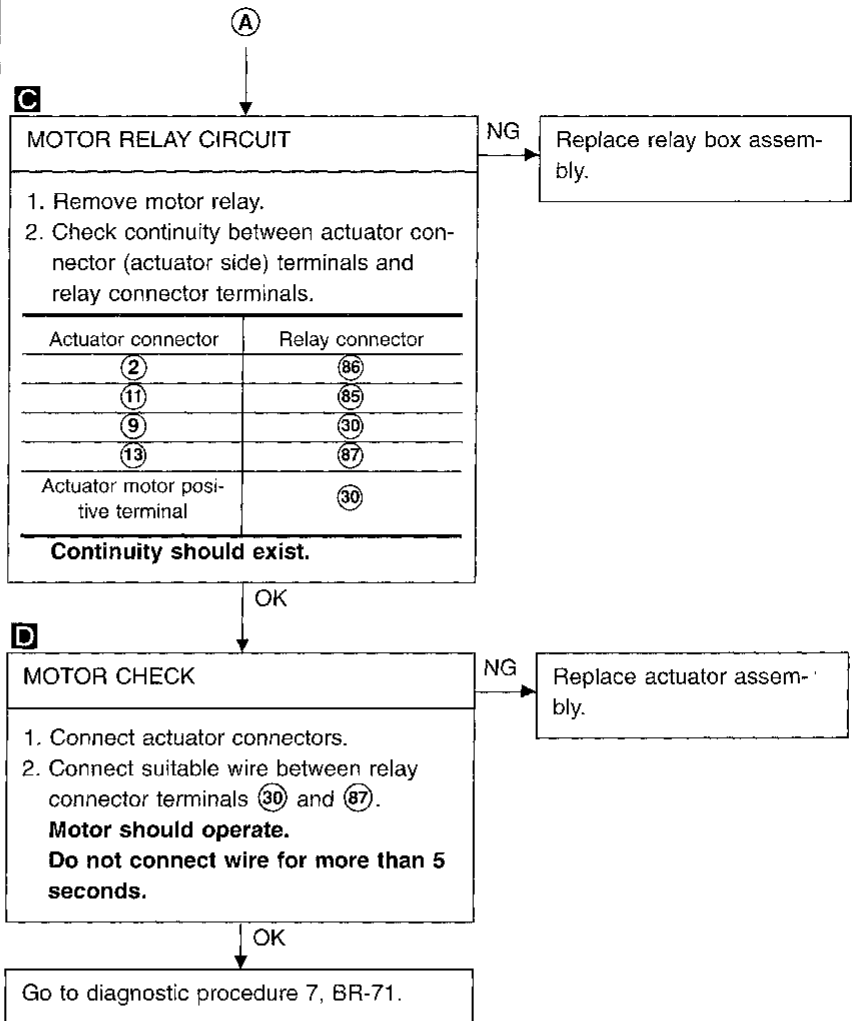 Ⓐ
C
MOTOR RELAY CIRCUIT
NG
Replace relay box assem-
bly.
1. Remove motor relay.
2. Check continuity between actuator con-
nector (actuator side) terminals and
relay connector terminals.
Actuator connector Relay connector
② 86
⑪ 85
⑨ 30
⑬ 87
Actuator motor posi-
tive terminal 30
Continuity should exist.
OK
D
MOTOR CHECK
NG
Replace actuator assem-
bly.
1. Connect actuator connectors.
2. Connect suitable wire between relay
connector terminals 30 and 87.
Motor should operate.
Do not connect wire for more than 5
seconds.
OK
Go to diagnostic procedure 7, BR-71.